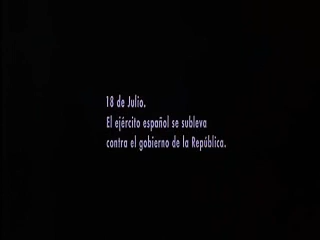 18 de Julio.
El ejército español se subleva
contra el gobierno de la República.